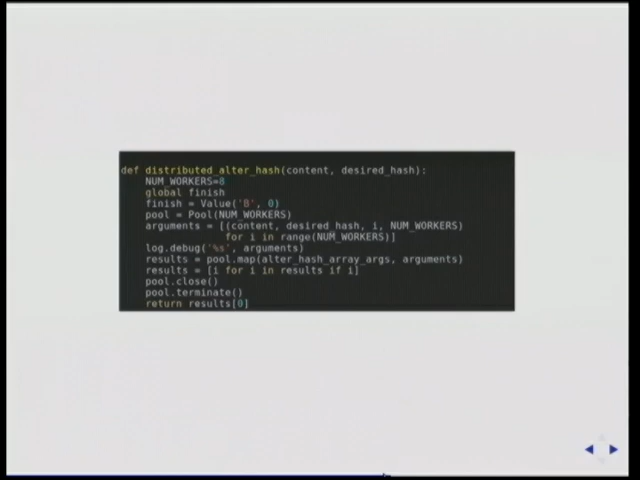 def distributed_alter_hash(content, desired_hash):
    NUM_WORKERS=8
    global finish
    finish = Value('B', 0)
    pool = Pool(NUM_WORKERS)
    arguments = [(content, desired_hash, i, NUM_WORKERS)
                 for i in range(NUM_WORKERS)]
    log.debug('%s', arguments)
    results = pool.map(alter_hash_array_args, arguments)
    results = [i for i in results if i]
    pool.close()
    pool.terminate()
    return results[0]